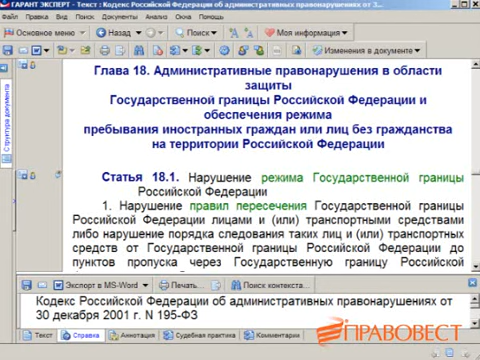 ГАРАНТ ЭКСПЕРТ - Текст : Кодекс Российской Федерации об административных правонарушениях от 3...
Файл Правка Вид Поиск Документы Анализ Окна Помощь
Основное меню Назад Поиск Моя информация
Изменения в документе
Структура документа
Глава 18. Административные правонарушения в области
защиты
Государственной границы Российской Федерации и
обеспечения режима
пребывания иностранных граждан или лиц без гражданства
на территории Российской Федерации
Статья 18.1. Нарушение режима Государственной границы
Российской Федерации
1. Нарушение правил пересечения Государственной границы
Российской Федерации лицами и (или) транспортными средствами
либо нарушение порядка следования таких лиц и (или) транспортных
средств от Государственной границы Российской Федерации до
пунктов пропуска через Государственную границу Российской
Экспорт в MS-Word Печать... Поиск контекста...
Кодекс Российской Федерации об административных правонарушениях от
30 декабря 2001 г. N 195-ФЗ
ПРАВОВЕСТ
Текст Справка Аннотация Судебная практика Комментарии